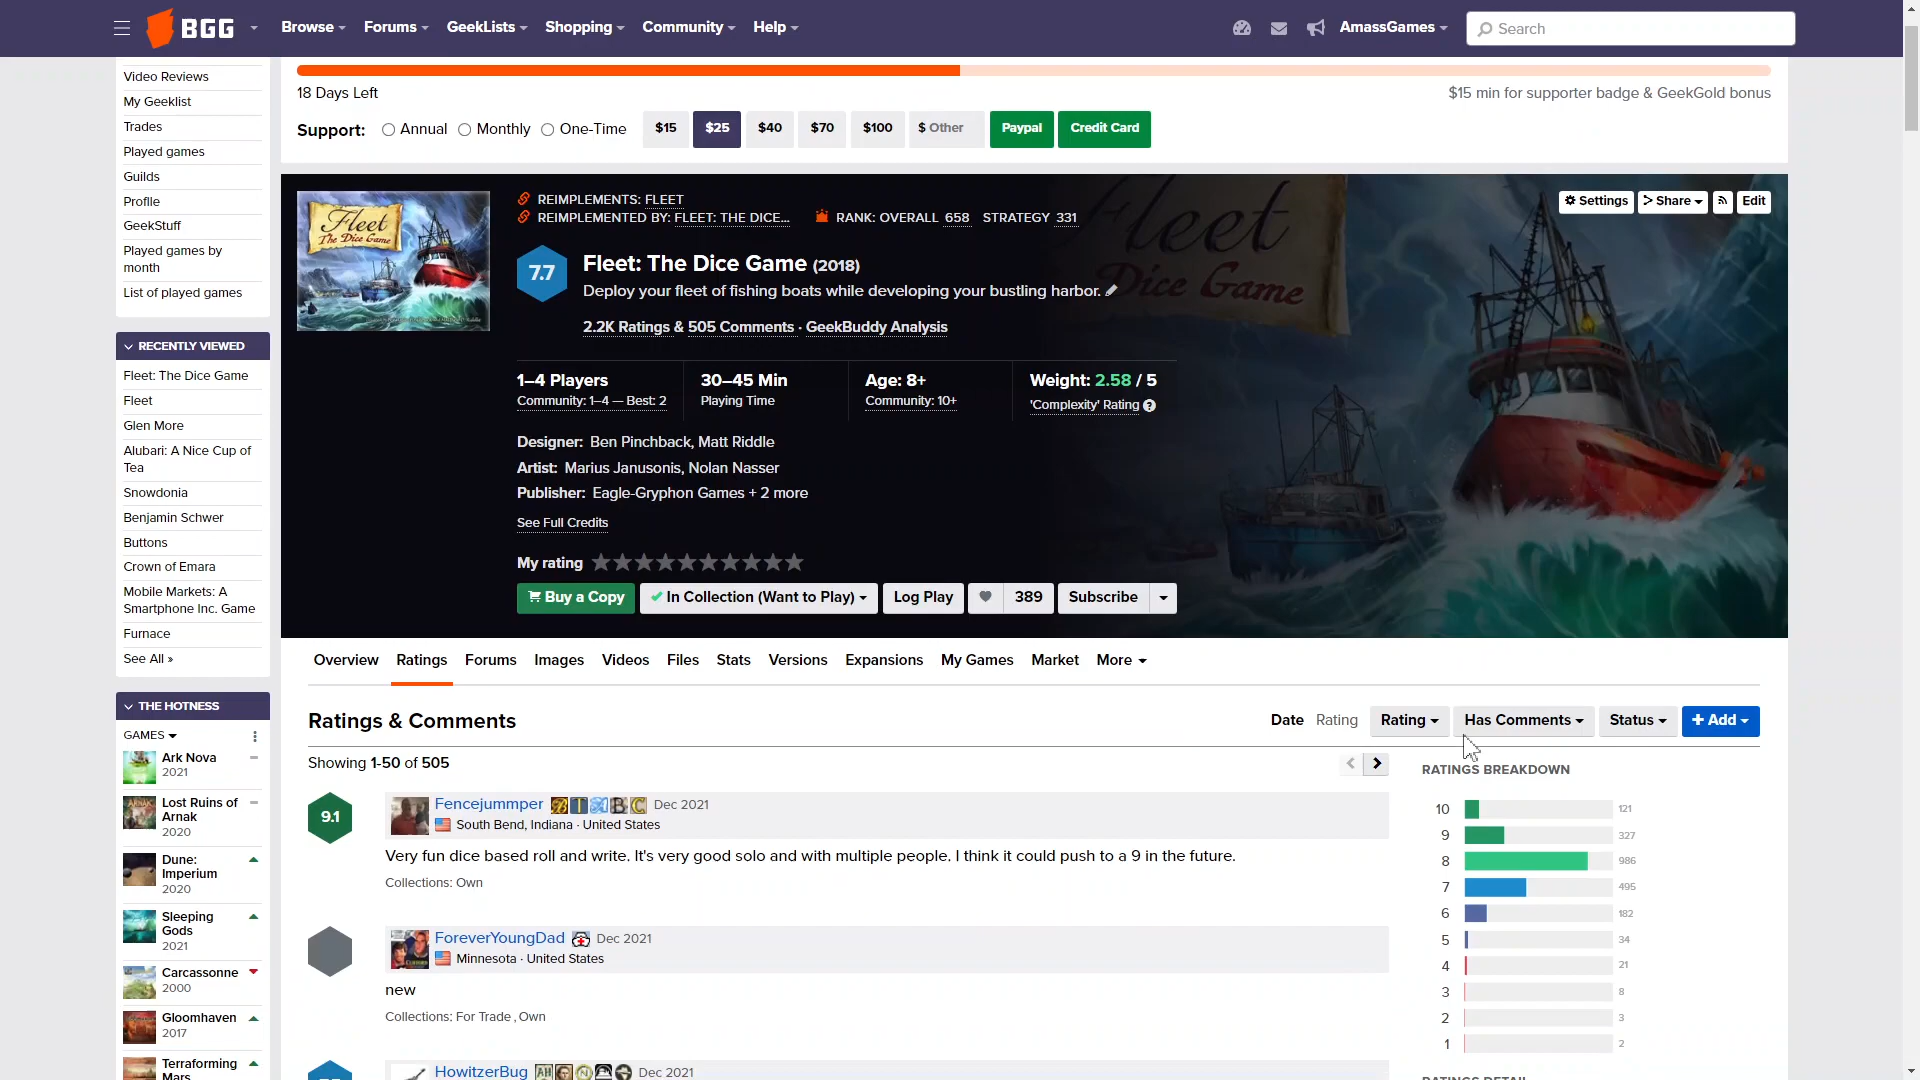 BGG
Browse
Forums
GeekLists
Shopping
Community
Help
AmassGames
Search
Video Reviews
My Geeklist
Trades
Played games
Guilds
Profile
GeekStuff
Played games by
month
List of played games
RECENTLY VIEWED
Fleet: The Dice Game
Fleet
Glen More
Alubari: A Nice Cup of
Tea
Snowdonia
Benjamin Schwer
Buttons
Crown of Emara
Mobile Markets: A
Smartphone Inc. Game
Furnace
See All »
THE HOTNESS
GAMES
Ark Nova
2021
Lost Ruins of
Arnak
2020
Dune:
Imperium
2020
Sleeping
Gods
2021
Carcassonne
2000
Gloomhaven
2017
Terraforming
Mars
18 Days Left
$15 min for supporter badge & GeekGold bonus
Support: Annual Monthly One-Time $15 $25 $40 $70 $100 $ Other Paypal Credit Card
Fleet
The Dice Game
REIMPLEMENTS: FLEET
REIMPLEMENTED BY: FLEET: THE DICE... RANK: OVERALL 658 STRATEGY 331
Settings Share Edit
7.7
Fleet: The Dice Game (2018)
Deploy your fleet of fishing boats while developing your bustling harbor.
2.2K Ratings & 505 Comments · GeekBuddy Analysis
1–4 Players
Community: 1–4 — Best: 2
30–45 Min
Playing Time
Age: 8+
Community: 10+
Weight: 2.58 / 5
'Complexity' Rating ?
Designer: Ben Pinchback, Matt Riddle
Artist: Marius Janusonis, Nolan Nasser
Publisher: Eagle-Gryphon Games + 2 more
See Full Credits
My rating
Buy a Copy In Collection (Want to Play) Log Play 389 Subscribe
fleet
Dice Game
Overview Ratings Forums Images Videos Files Stats Versions Expansions My Games Market More
Ratings & Comments
Date Rating Rating Has Comments Status + Add
Showing 1-50 of 505
9.1
Fencejummper Dec 2021
South Bend, Indiana · United States
Very fun dice based roll and write. It's very good solo and with multiple people. I think it could push to a 9 in the future.
Collections: Own
ForeverYoungDad Dec 2021
Minnesota · United States
new
Collections: For Trade , Own
HowitzerBug Dec 2021
RATINGS BREAKDOWN
10 121
9 327
8 986
7 495
6 182
5 34
4 21
3 8
2 3
1 2
RATINGS DETAIL